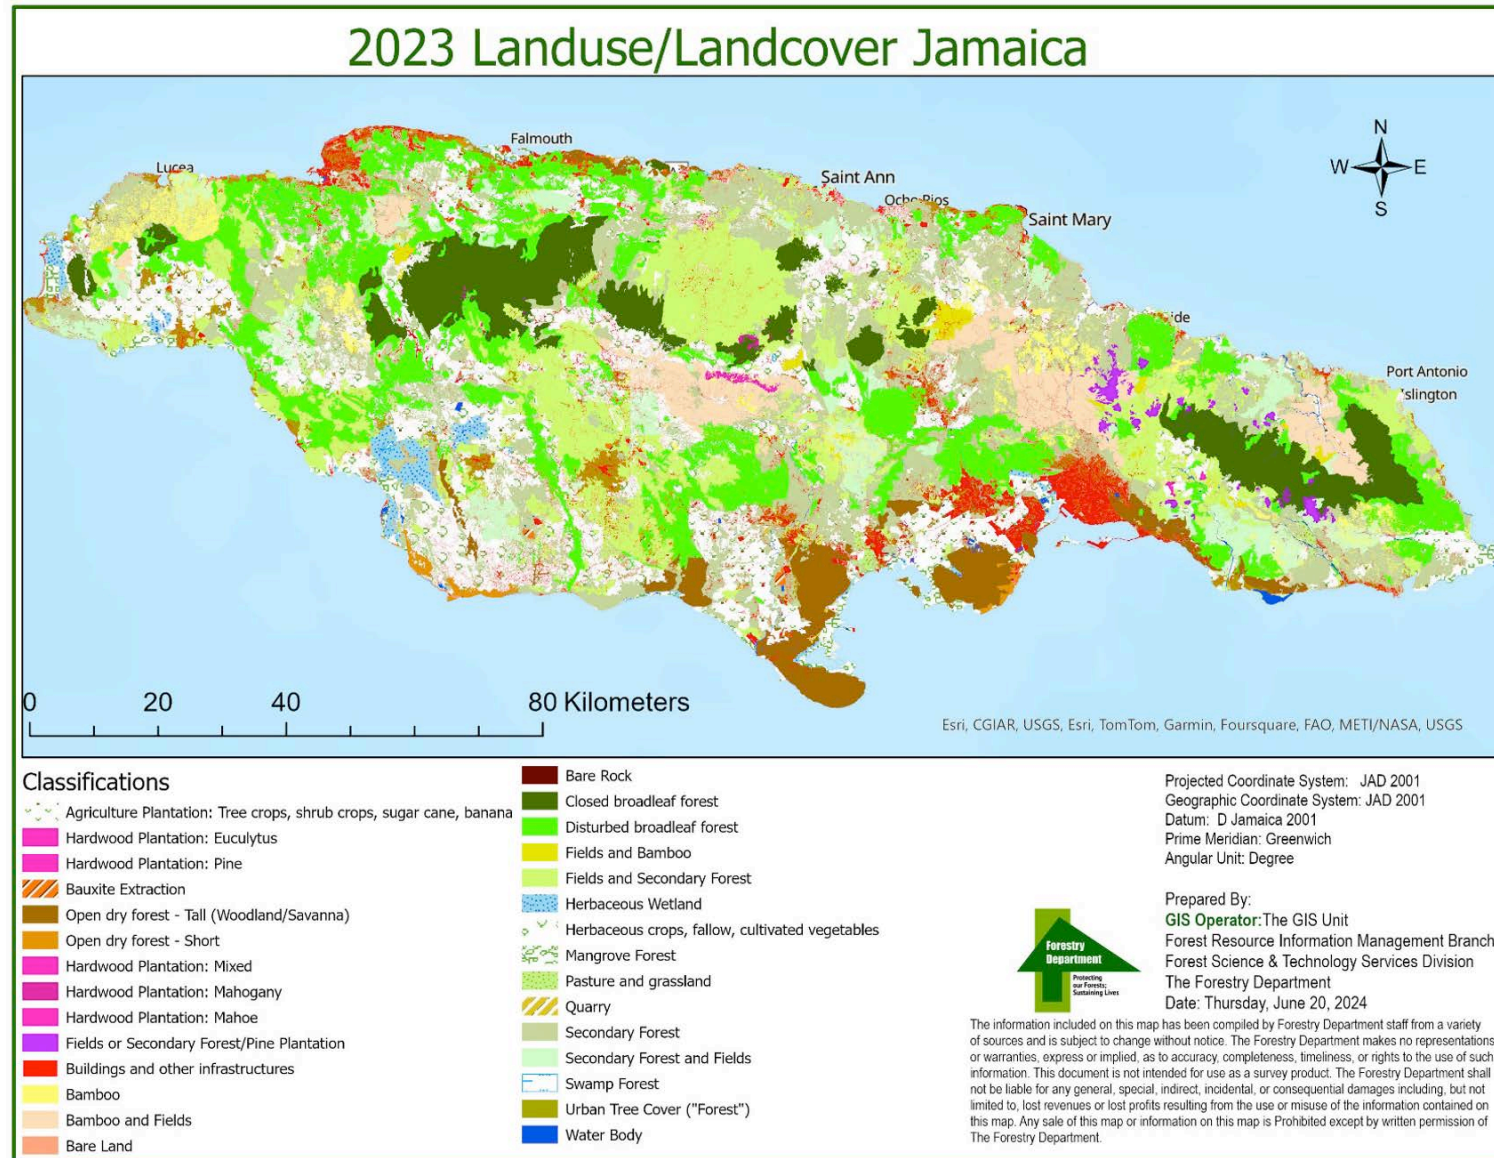 2023 Landuse/Landcover Jamaica
N
W E
S
Falmouth
Lucea
Saint Ann
Ocho Rios
Saint Mary
ide
Port Antonio
Islington
0 20 40 80 Kilometers
Esri, CGIAR, USGS, Esri, TomTom, Garmin, Foursquare, FAO, METI/NASA, USGS
Classifications
Agriculture Plantation: Tree crops, shrub crops, sugar cane, banana
Hardwood Plantation: Euculytus
Hardwood Plantation: Pine
Bauxite Extraction
Open dry forest - Tall (Woodland/Savanna)
Open dry forest - Short
Hardwood Plantation: Mixed
Hardwood Plantation: Mahogany
Hardwood Plantation: Mahoe
Fields or Secondary Forest/Pine Plantation
Buildings and other infrastructures
Bamboo
Bamboo and Fields
Bare Land
Bare Rock
Closed broadleaf forest
Disturbed broadleaf forest
Fields and Bamboo
Fields and Secondary Forest
Herbaceous Wetland
Herbaceous crops, fallow, cultivated vegetables
Mangrove Forest
Pasture and grassland
Quarry
Secondary Forest
Secondary Forest and Fields
Swamp Forest
Urban Tree Cover ("Forest")
Water Body
Projected Coordinate System: JAD 2001
Geographic Coordinate System: JAD 2001
Datum: D Jamaica 2001
Prime Meridian: Greenwich
Angular Unit: Degree
Prepared By:
GIS Operator:The GIS Unit
Forest Resource Information Management Branch
Forest Science & Technology Services Division
The Forestry Department
Date: Thursday, June 20, 2024
Forestry
Department
Protecting
our Forests;
Sustaining Lives
The information included on this map has been compiled by Forestry Department staff from a variety
of sources and is subject to change without notice. The Forestry Department makes no representations
or warranties, express or implied, as to accuracy, completeness, timeliness, or rights to the use of such
information. This document is not intended for use as a survey product. The Forestry Department shall
not be liable for any general, special, indirect, incidental, or consequential damages including, but not
limited to, lost revenues or lost profits resulting from the use or misuse of the information contained on
this map. Any sale of this map or information on this map is Prohibited except by written permission of
The Forestry Department.